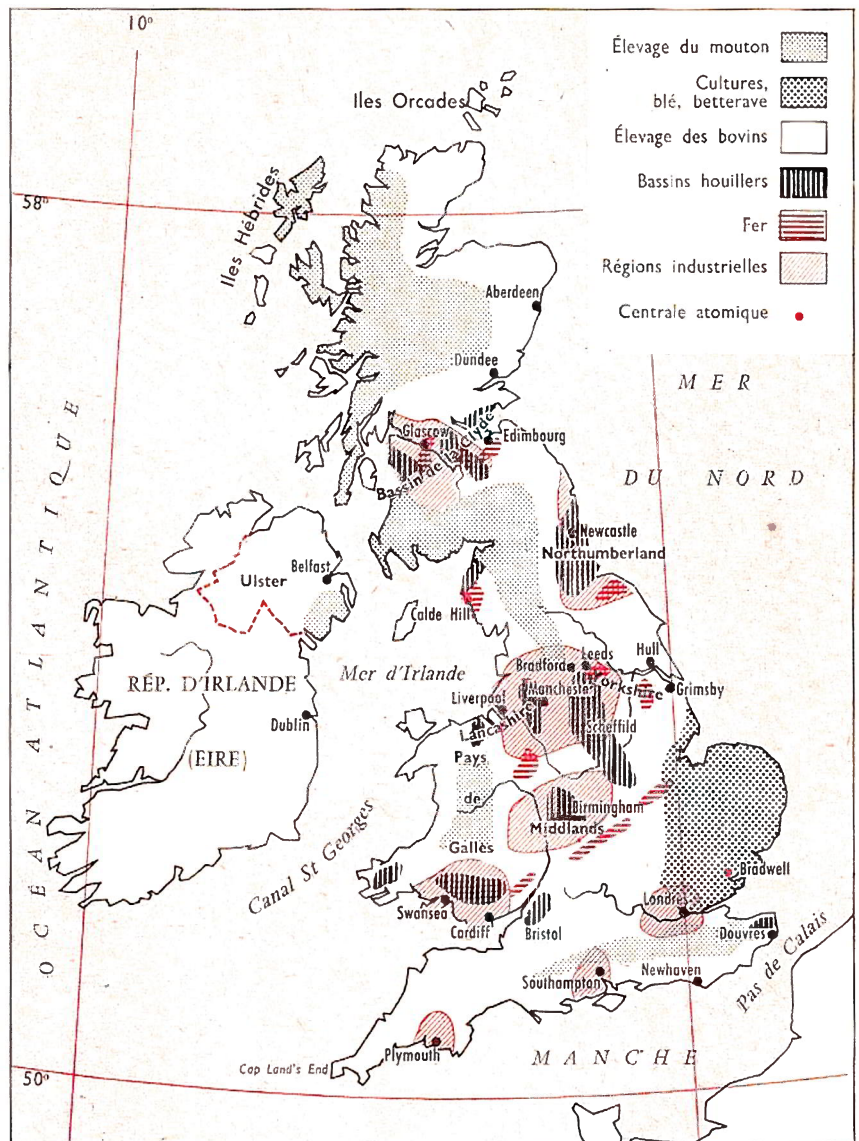 10°
Élevage du mouton
Cultures,
blé, betterave
Élevage des bovins
Bassins houillers
Fer
Régions industrielles
Centrale atomique
Iles Orcades
58°
Iles Hébrides
Aberdeen
Dundee
MER
DU NORD
Glascow
Edimbourg
Bassin de la Clyde
OCÉAN ATLANTIQUE
Newcastle
Northumberland
Belfast
Ulster
Calde Hill
Mer d'Irlande
RÉP. D'IRLANDE
(EIRE)
Dublin
Bradford
Leeds
Hull
Yorkshire
Grimsby
Liverpool
Manchester
Lancashire
Scheffild
Pays
de
Galles
Birmingham
Middlands
Canal St Georges
Bradwell
Swansea
Cardiff
Bristol
Londres
Douvres
Pas de Calais
Southampton
Newhaven
Plymouth
MANCHE
Cap Land's End
50°